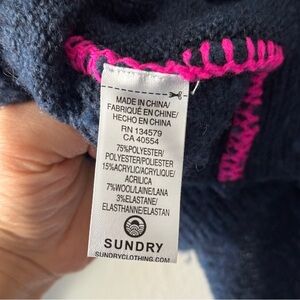 MADE IN CHINA/
FABRIQUÉ EN CHINE/
HECHO EN CHINA
RN 134579
CA 40554
75%POLYESTER/
POLYESTER/POLIESTER
15%ACRYLIC/ACRYLIQUE/
ACRILICA
7%WOOL/LAINE/LANA
3%ELASTANE/
ELASTHANNE/ELASTAN
SUNDRY
SUNDRYCLOTHING.COM